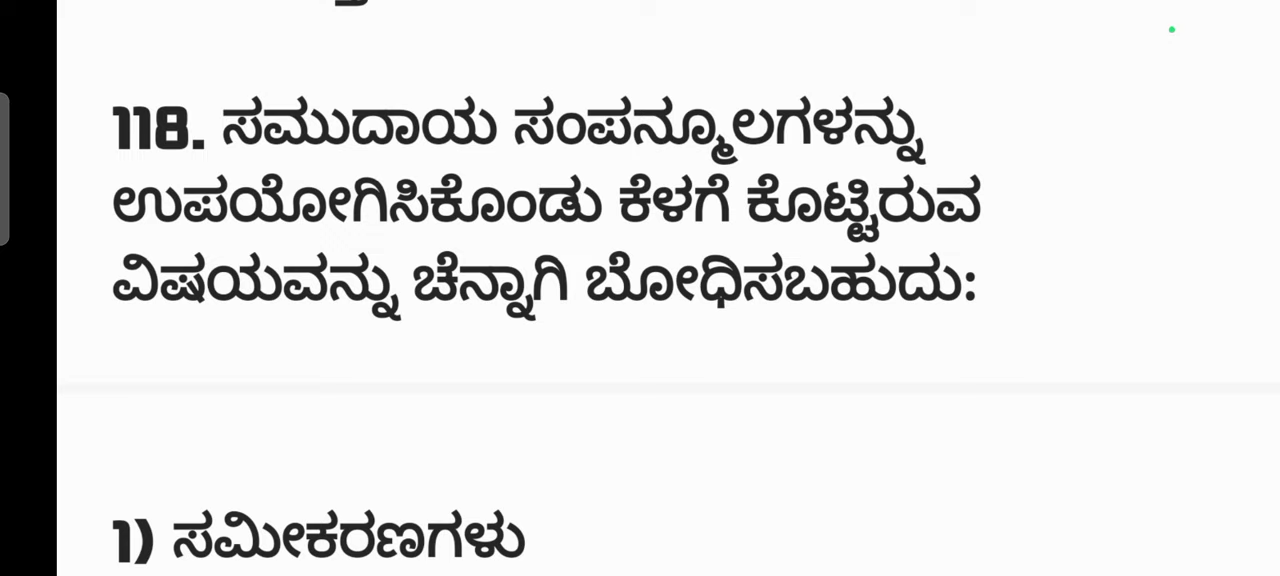 118. ಸಮುದಾಯ ಸಂಪನ್ಮೂಲಗಳನ್ನು
ಉಪಯೋಗಿಸಿಕೊಂಡು ಕೆಳಗೆ ಕೊಟ್ಟಿರುವ
ವಿಷಯವನ್ನು ಚೆನ್ನಾಗಿ ಬೋಧಿಸಬಹುದು:
1) ಸಮೀಕರಣಗಳು